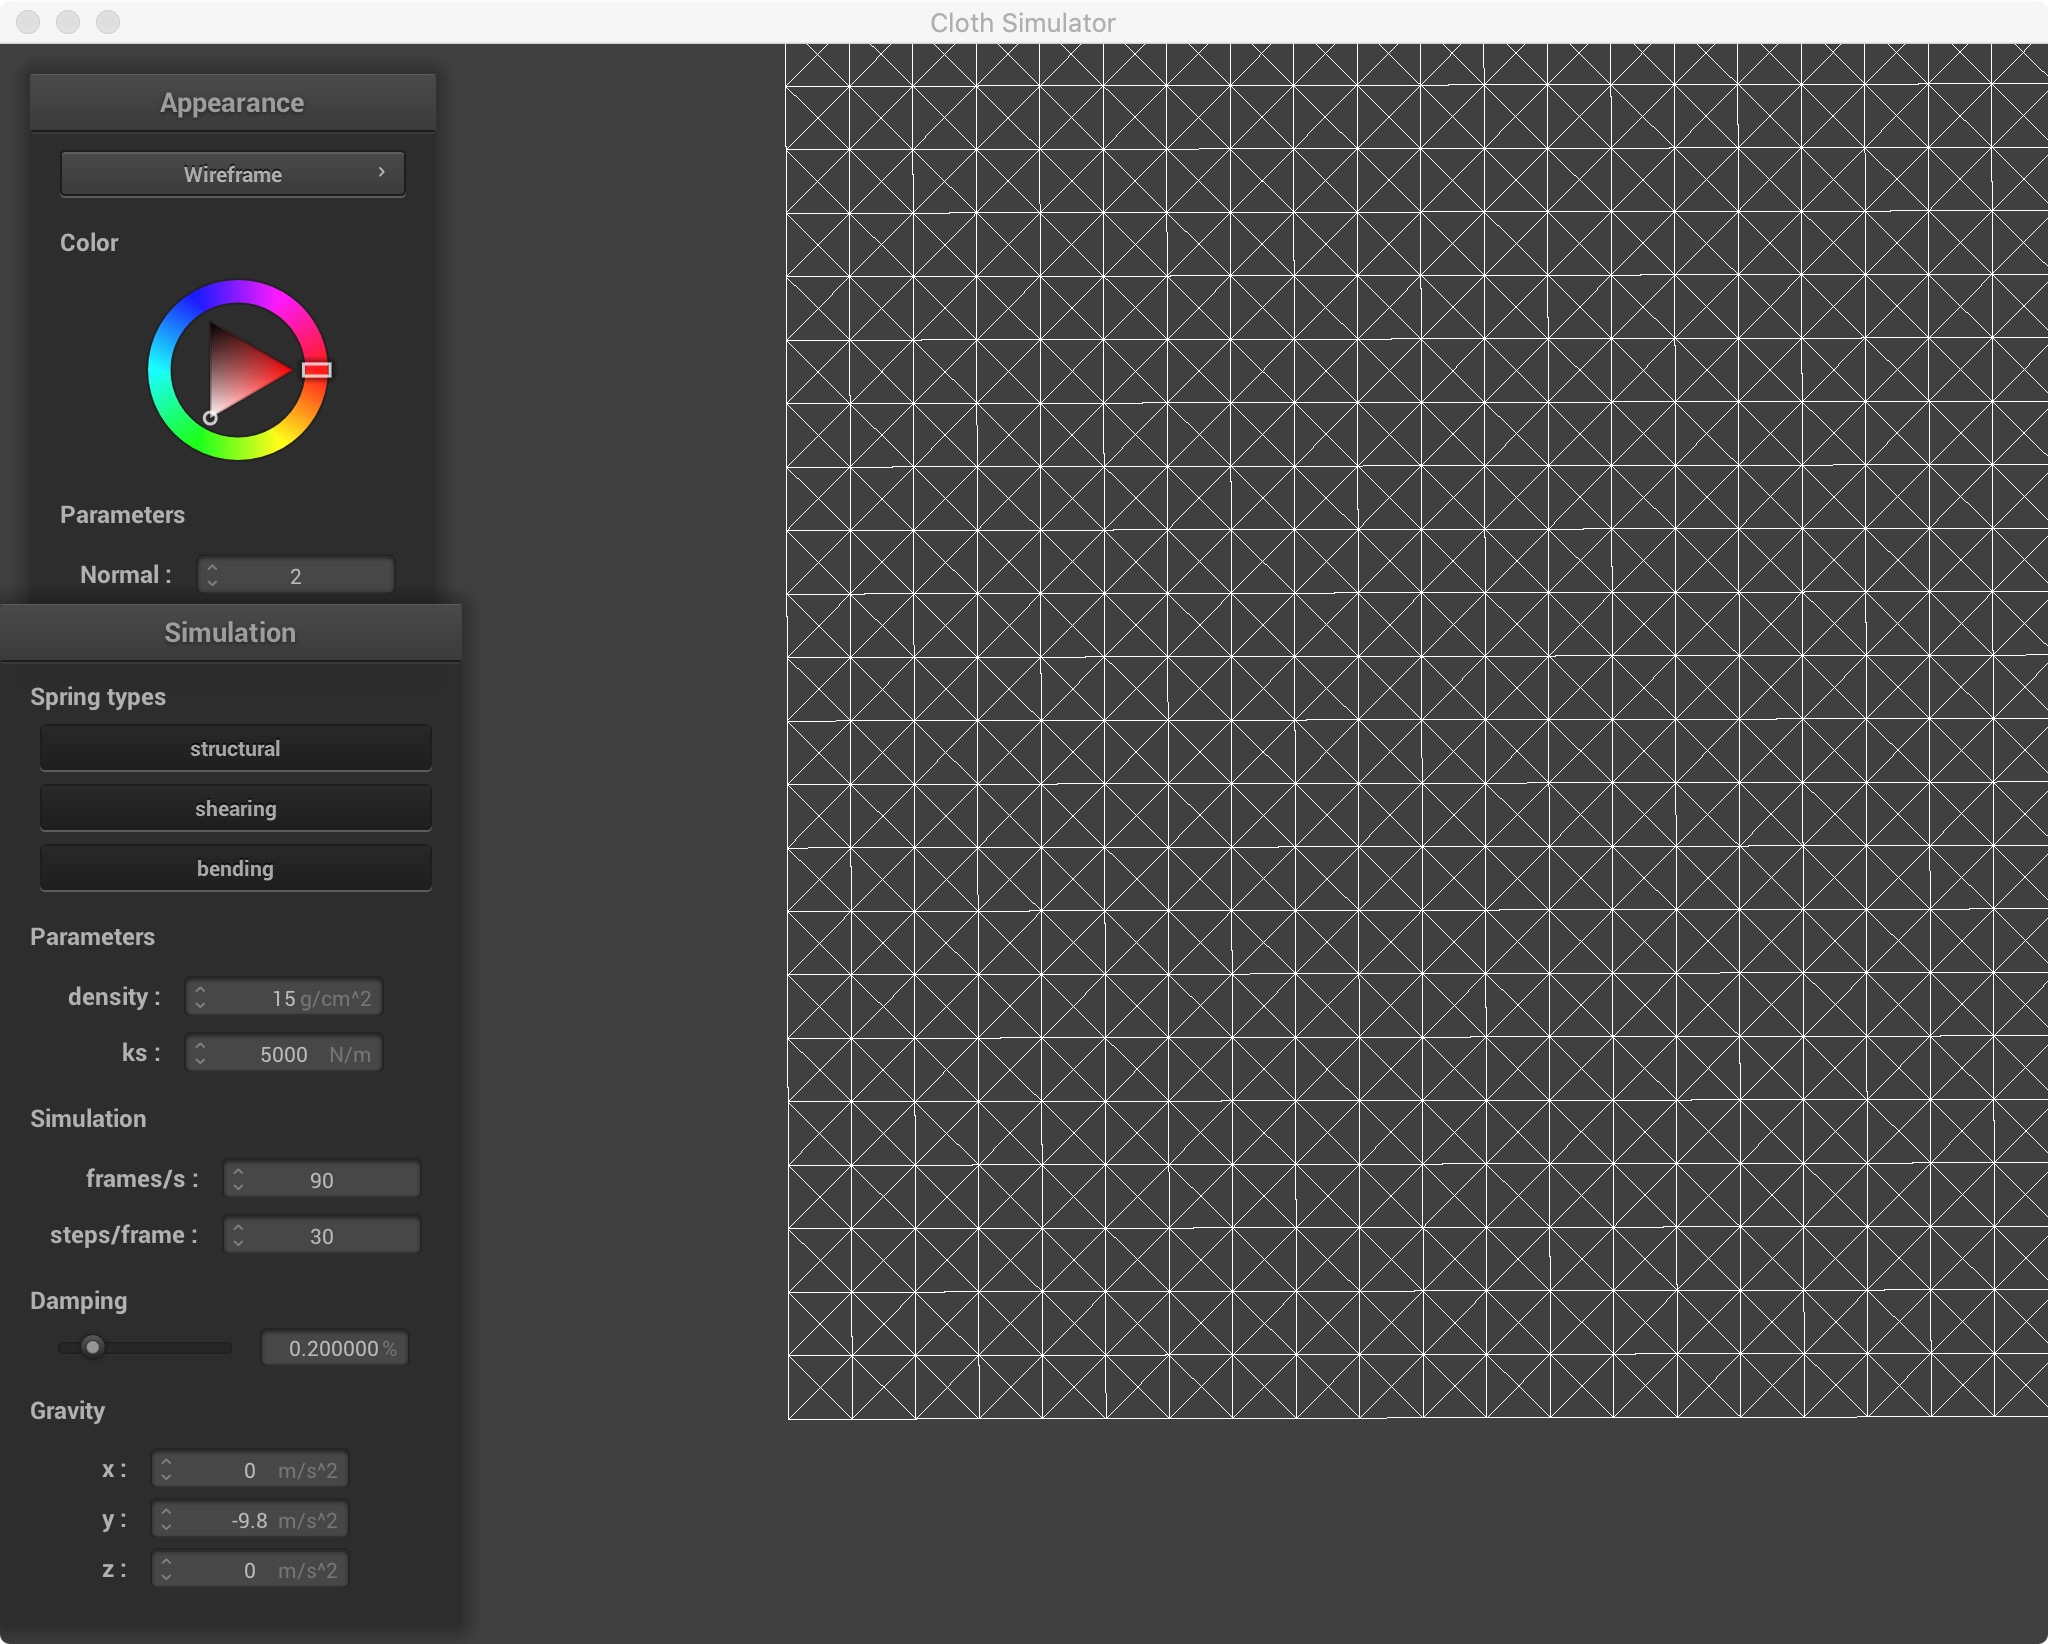 Cloth Simulator
Appearance
Wireframe
Color
Parameters
Normal : 2
Simulation
Spring types
structural
shearing
bending
Parameters
density : 15 g/cm^2
ks : 5000 N/m
Simulation
frames/s : 90
steps/frame : 30
Damping
0.200000 %
Gravity
x : 0 m/s^2
y : -9.8 m/s^2
z : 0 m/s^2